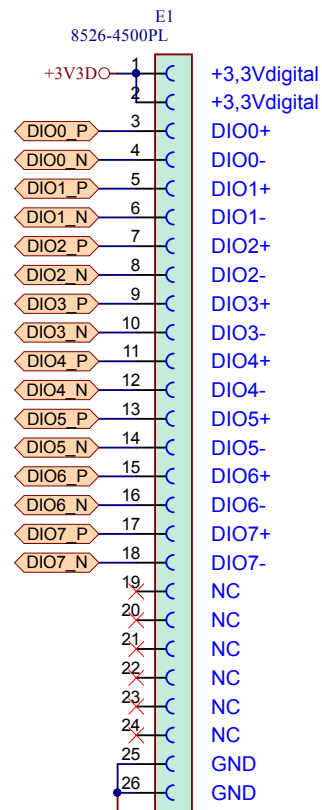 E1
8526-4500PL
+3V3D 1 +3,3Vdigital
2 +3,3Vdigital
DIO0_P 3 DIO0+
DIO0_N 4 DIO0-
DIO1_P 5 DIO1+
DIO1_N 6 DIO1-
DIO2_P 7 DIO2+
DIO2_N 8 DIO2-
DIO3_P 9 DIO3+
DIO3_N 10 DIO3-
DIO4_P 11 DIO4+
DIO4_N 12 DIO4-
DIO5_P 13 DIO5+
DIO5_N 14 DIO5-
DIO6_P 15 DIO6+
DIO6_N 16 DIO6-
DIO7_P 17 DIO7+
DIO7_N 18 DIO7-
19 NC
20 NC
21 NC
22 NC
23 NC
24 NC
25 GND
26 GND